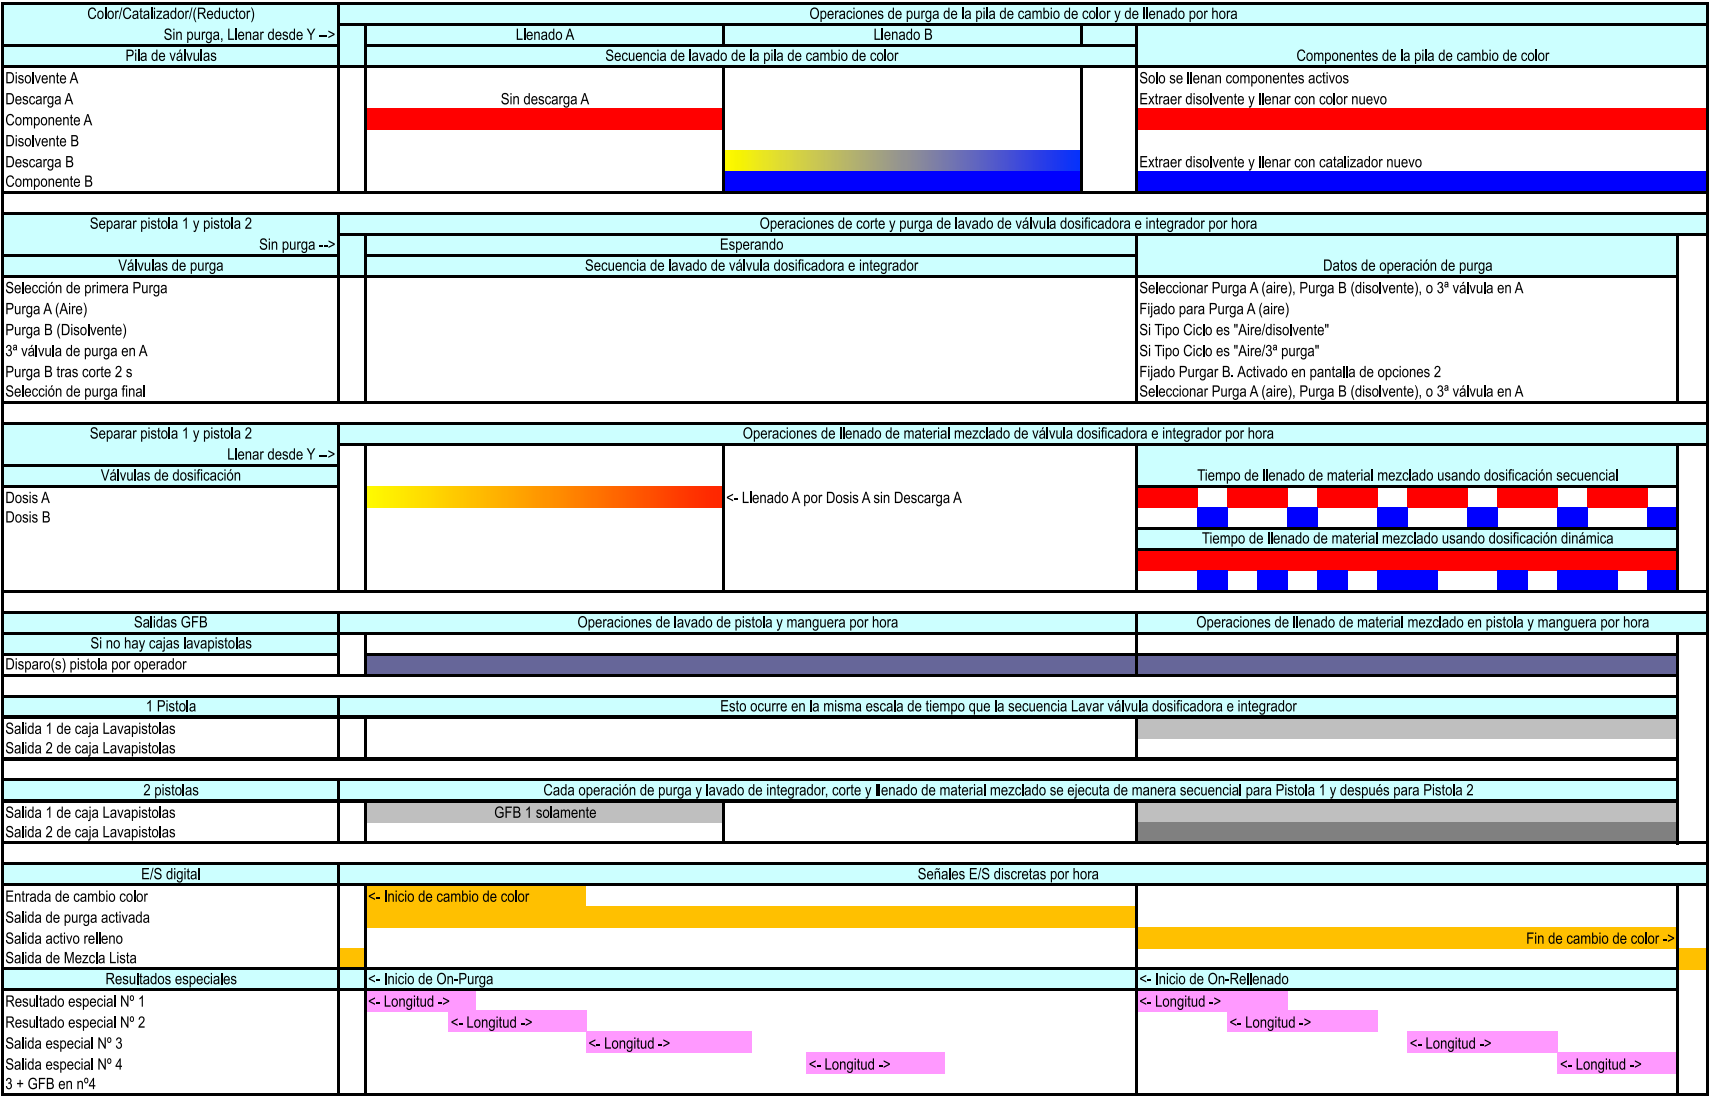 Color/Catalizador/(Reductor)
Operaciones de purga de la pila de cambio de color y de llenado por hora
Sin purga, Llenar desde Y –>
Llenado A
Llenado B
Pila de válvulas
Secuencia de lavado de la pila de cambio de color
Componentes de la pila de cambio de color
Disolvente A
Solo se llenan componentes activos
Descarga A
Sin descarga A
Extraer disolvente y llenar con color nuevo
Componente A
Disolvente B
Descarga B
Extraer disolvente y llenar con catalizador nuevo
Componente B
Separar pistola 1 y pistola 2
Operaciones de corte y purga de lavado de válvula dosificadora e integrador por hora
Sin purga -->
Esperando
Válvulas de purga
Secuencia de lavado de válvula dosificadora e integrador
Datos de operación de purga
Selección de primera Purga
Seleccionar Purga A (aire), Purga B (disolvente), o 3ª válvula en A
Purga A (Aire)
Fijado para Purga A (aire)
Purga B (Disolvente)
Si Tipo Ciclo es "Aire/disolvente"
3ª válvula de purga en A
Si Tipo Ciclo es "Aire/3ª purga"
Purga B tras corte 2 s
Fijado Purgar B. Activado en pantalla de opciones 2
Selección de purga final
Seleccionar Purga A (aire), Purga B (disolvente), o 3ª válvula en A
Separar pistola 1 y pistola 2
Operaciones de llenado de material mezclado de válvula dosificadora e integrador por hora
Llenar desde Y –>
Válvulas de dosificación
Tiempo de llenado de material mezclado usando dosificación secuencial
Dosis A
<- Llenado A por Dosis A sin Descarga A
Dosis B
Tiempo de llenado de material mezclado usando dosificación dinámica
Salidas GFB
Operaciones de lavado de pistola y manguera por hora
Operaciones de llenado de material mezclado en pistola y manguera por hora
Si no hay cajas lavapistolas
Disparo(s) pistola por operador
1 Pistola
Esto ocurre en la misma escala de tiempo que la secuencia Lavar válvula dosificadora e integrador
Salida 1 de caja Lavapistolas
Salida 2 de caja Lavapistolas
2 pistolas
Cada operación de purga y lavado de integrador, corte y llenado de material mezclado se ejecuta de manera secuencial para Pistola 1 y después para Pistola 2
Salida 1 de caja Lavapistolas
GFB 1 solamente
Salida 2 de caja Lavapistolas
E/S digital
Señales E/S discretas por hora
Entrada de cambio color
<- Inicio de cambio de color
Salida de purga activada
Salida activo relleno
Fin de cambio de color ->
Salida de Mezcla Lista
Resultados especiales
<- Inicio de On-Purga
<- Inicio de On-Rellenado
Resultado especial Nº 1
<- Longitud ->
<- Longitud ->
Resultado especial Nº 2
<- Longitud ->
<- Longitud ->
Salida especial Nº 3
<- Longitud ->
<- Longitud ->
Salida especial Nº 4
<- Longitud ->
<- Longitud ->
3 + GFB en nº4